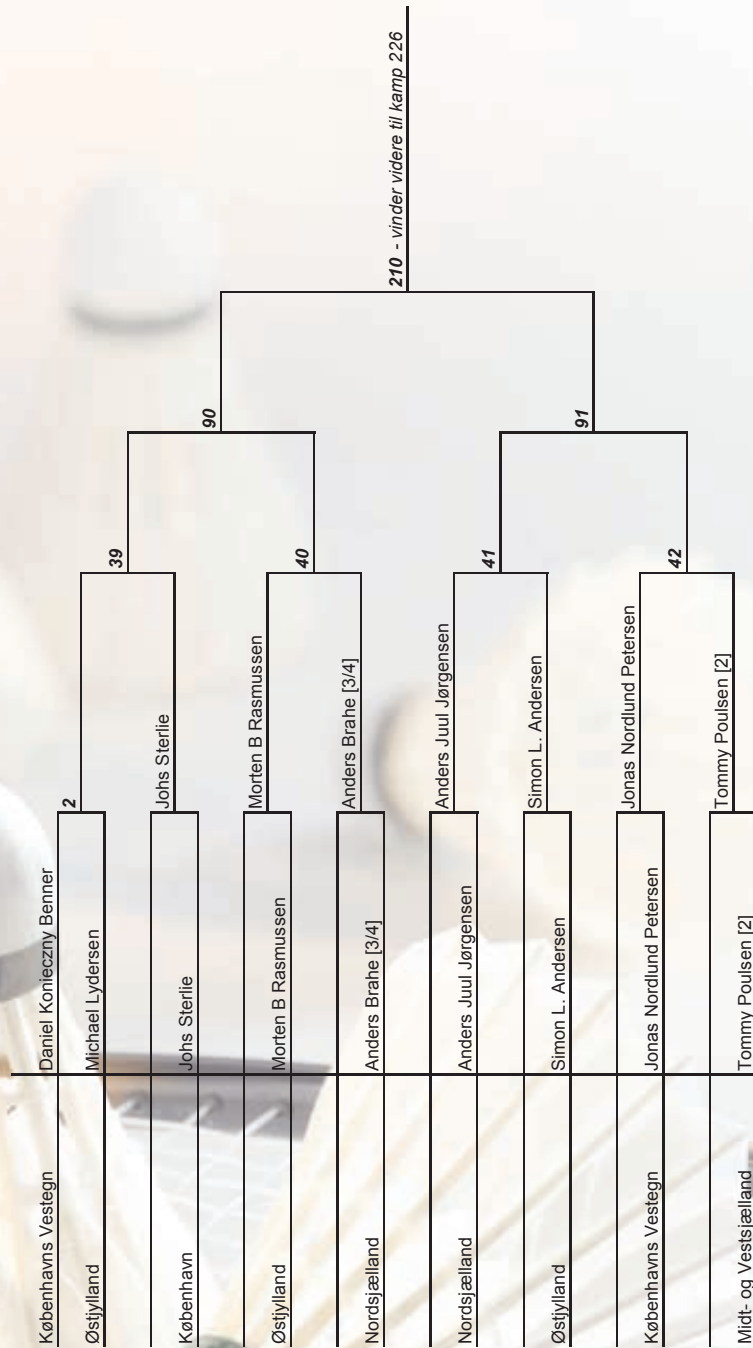 Københavns Vestegn Daniel Konieczny Benner
2
Østjylland Michael Lydersen
39
København Johs Sterlie
Johs Sterlie
90
Østjylland Morten B Rasmussen
Morten B Rasmussen
40
Nordsjælland Anders Brahe [3/4]
Anders Brahe [3/4]
210 - vinder videre til kamp 226
Nordsjælland Anders Juul Jørgensen
Anders Juul Jørgensen
41
Østjylland Simon L. Andersen
Simon L. Andersen
91
Københavns Vestegn Jonas Nordlund Petersen
Jonas Nordlund Petersen
42
Midt- og Vestsjælland Tommy Poulsen [2]
Tommy Poulsen [2]